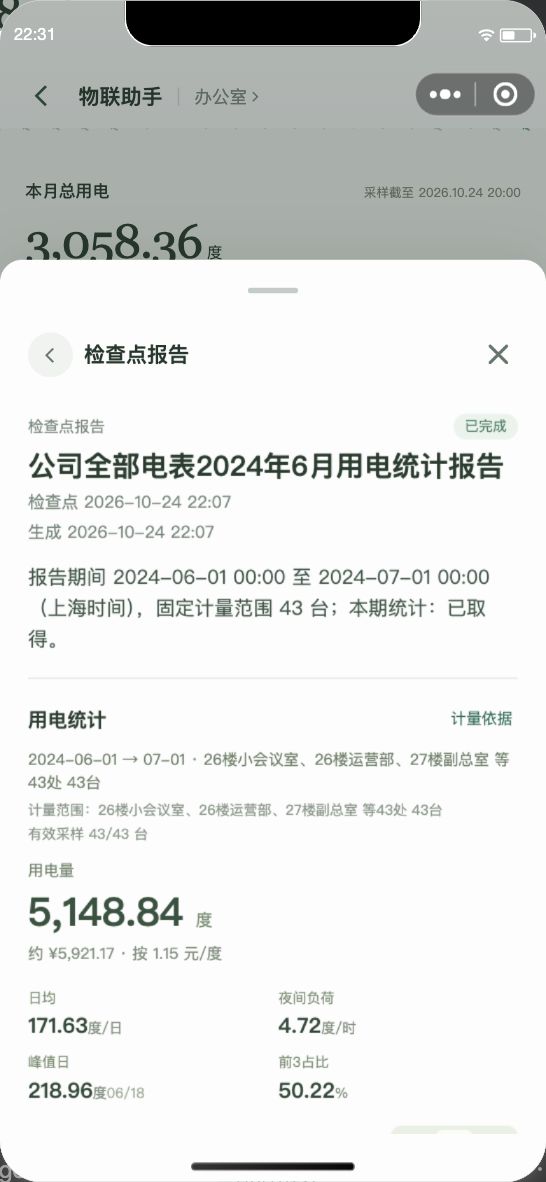 22:31
物联助手 办公室
本月总用电 采样截至 2026.10.24 20:00
3,058.36 度
检查点报告
检查点报告 已完成
公司全部电表2024年6月用电统计报告
检查点 2026-10-24 22:07
生成 2026-10-24 22:07
报告期间 2024-06-01 00:00 至 2024-07-01 00:00
（上海时间），固定计量范围 43 台；本期统计：已取
得。
用电统计 计量依据
2024-06-01 → 07-01 · 26楼小会议室、26楼运营部、27楼副总室 等
43处 43台
计量范围：26楼小会议室、26楼运营部、27楼副总室 等43处 43台
有效采样 43/43 台
用电量
5,148.84 度
约 ¥5,921.17 · 按 1.15 元/度
日均 夜间负荷
171.63度/日 4.72度/时
峰值日 前3占比
218.96度06/18 50.22%